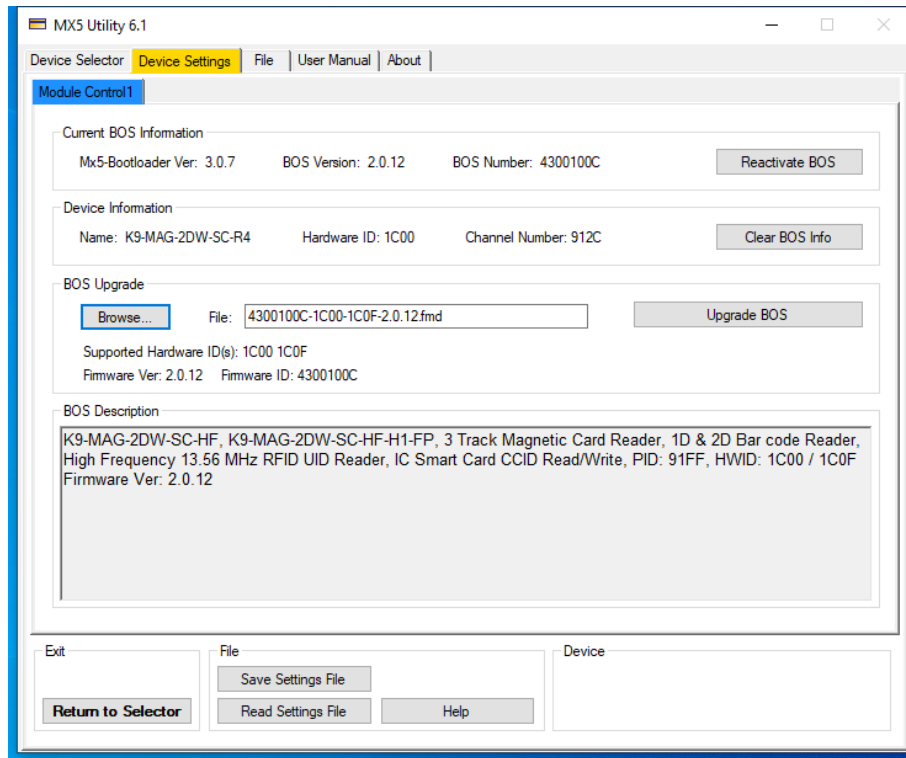 MX5 Utility 6.1
Device Selector Device Settings File User Manual About
Module Control1
Current BOS Information
Mx5-Bootloader Ver: 3.0.7 BOS Version: 2.0.12 BOS Number: 4300100C Reactivate BOS
Device Information
Name: K9-MAG-2DW-SC-R4 Hardware ID: 1C00 Channel Number: 912C Clear BOS Info
BOS Upgrade
Browse... File: 4300100C-1C00-1C0F-2.0.12.fmd Upgrade BOS
Supported Hardware ID(s): 1C00 1C0F
Firmware Ver: 2.0.12 Firmware ID: 4300100C
BOS Description
K9-MAG-2DW-SC-HF, K9-MAG-2DW-SC-HF-H1-FP, 3 Track Magnetic Card Reader, 1D & 2D Bar code Reader,
High Frequency 13.56 MHz RFID UID Reader, IC Smart Card CCID Read/Write, PID: 91FF, HWID: 1C00 / 1C0F
Firmware Ver: 2.0.12
Exit File Device
Save Settings File
Return to Selector Read Settings File Help